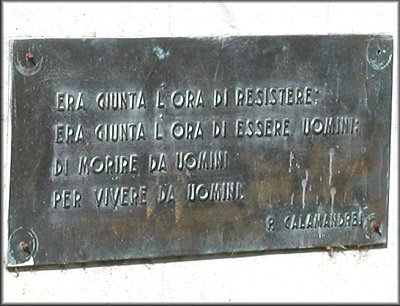 ERA GIUNTA L'ORA DI RESISTERE;
ERA GIUNTA L'ORA DI ESSERE UOMINI:
DI MORIRE DA UOMINI
PER VIVERE DA UOMINI.
P. CALAMANDREI